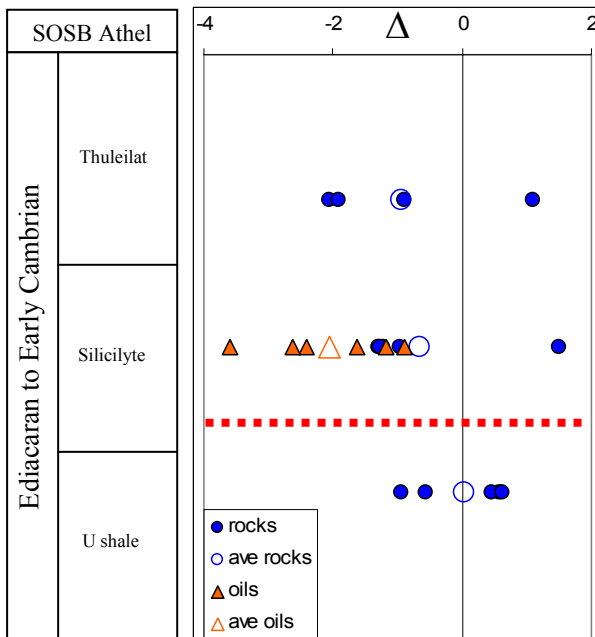 SOSB Athel
-4
-2
Δ
0
2
Ediacaran to Early Cambrian
Thuleilat
Silicilyte
U shale
rocks
ave rocks
oils
ave oils